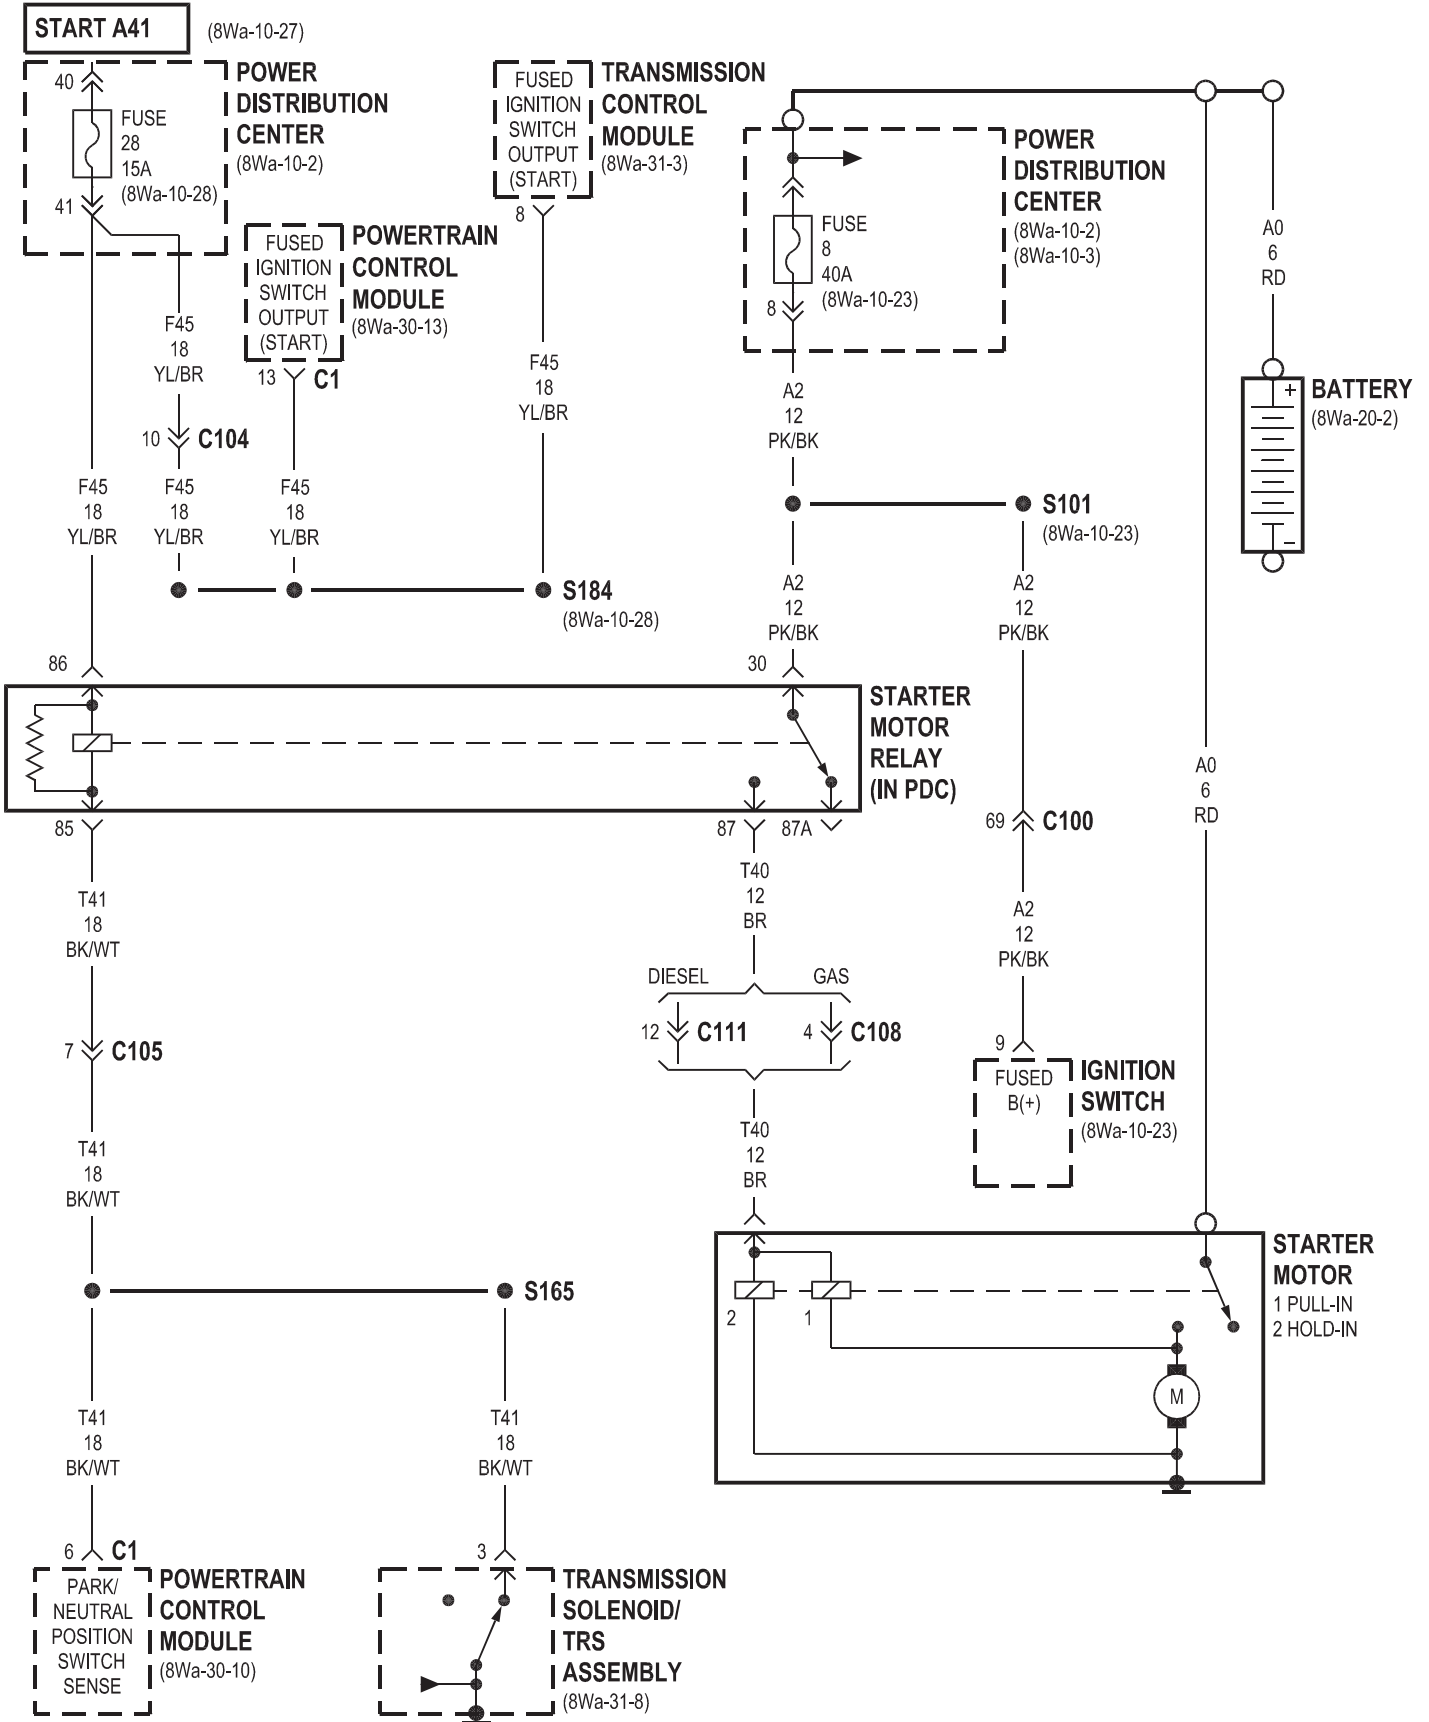 START A41
(8Wa-10-27)
40
FUSE
28
15A
(8Wa-10-28)
41
POWER
DISTRIBUTION
CENTER
(8Wa-10-2)
FUSED
IGNITION
SWITCH
OUTPUT
(START)
TRANSMISSION
CONTROL
MODULE
(8Wa-31-3)
8
FUSED
IGNITION
SWITCH
OUTPUT
(START)
POWERTRAIN
CONTROL
MODULE
(8Wa-30-13)
13
C1
POWER
DISTRIBUTION
CENTER
(8Wa-10-2)
(8Wa-10-3)
FUSE
8
40A
(8Wa-10-23)
8
A0
6
RD
F45
18
YL/BR
F45
18
YL/BR
A2
12
PK/BK
+
BATTERY
(8Wa-20-2)
–
10
C104
F45
18
YL/BR
F45
18
YL/BR
F45
18
YL/BR
S101
(8Wa-10-23)
S184
(8Wa-10-28)
A2
12
PK/BK
A2
12
PK/BK
86
30
STARTER
MOTOR
RELAY
(IN PDC)
A0
6
RD
85
87
87A
69
C100
T41
18
BK/WT
T40
12
BR
A2
12
PK/BK
DIESEL
GAS
12
C111
4
C108
7
C105
9
FUSED
B(+)
IGNITION
SWITCH
(8Wa-10-23)
T41
18
BK/WT
T40
12
BR
STARTER
MOTOR
1 PULL-IN
2 HOLD-IN
2
1
M
S165
T41
18
BK/WT
T41
18
BK/WT
6
C1
PARK/
NEUTRAL
POSITION
SWITCH
SENSE
POWERTRAIN
CONTROL
MODULE
(8Wa-30-10)
3
TRANSMISSION
SOLENOID/
TRS
ASSEMBLY
(8Wa-31-8)